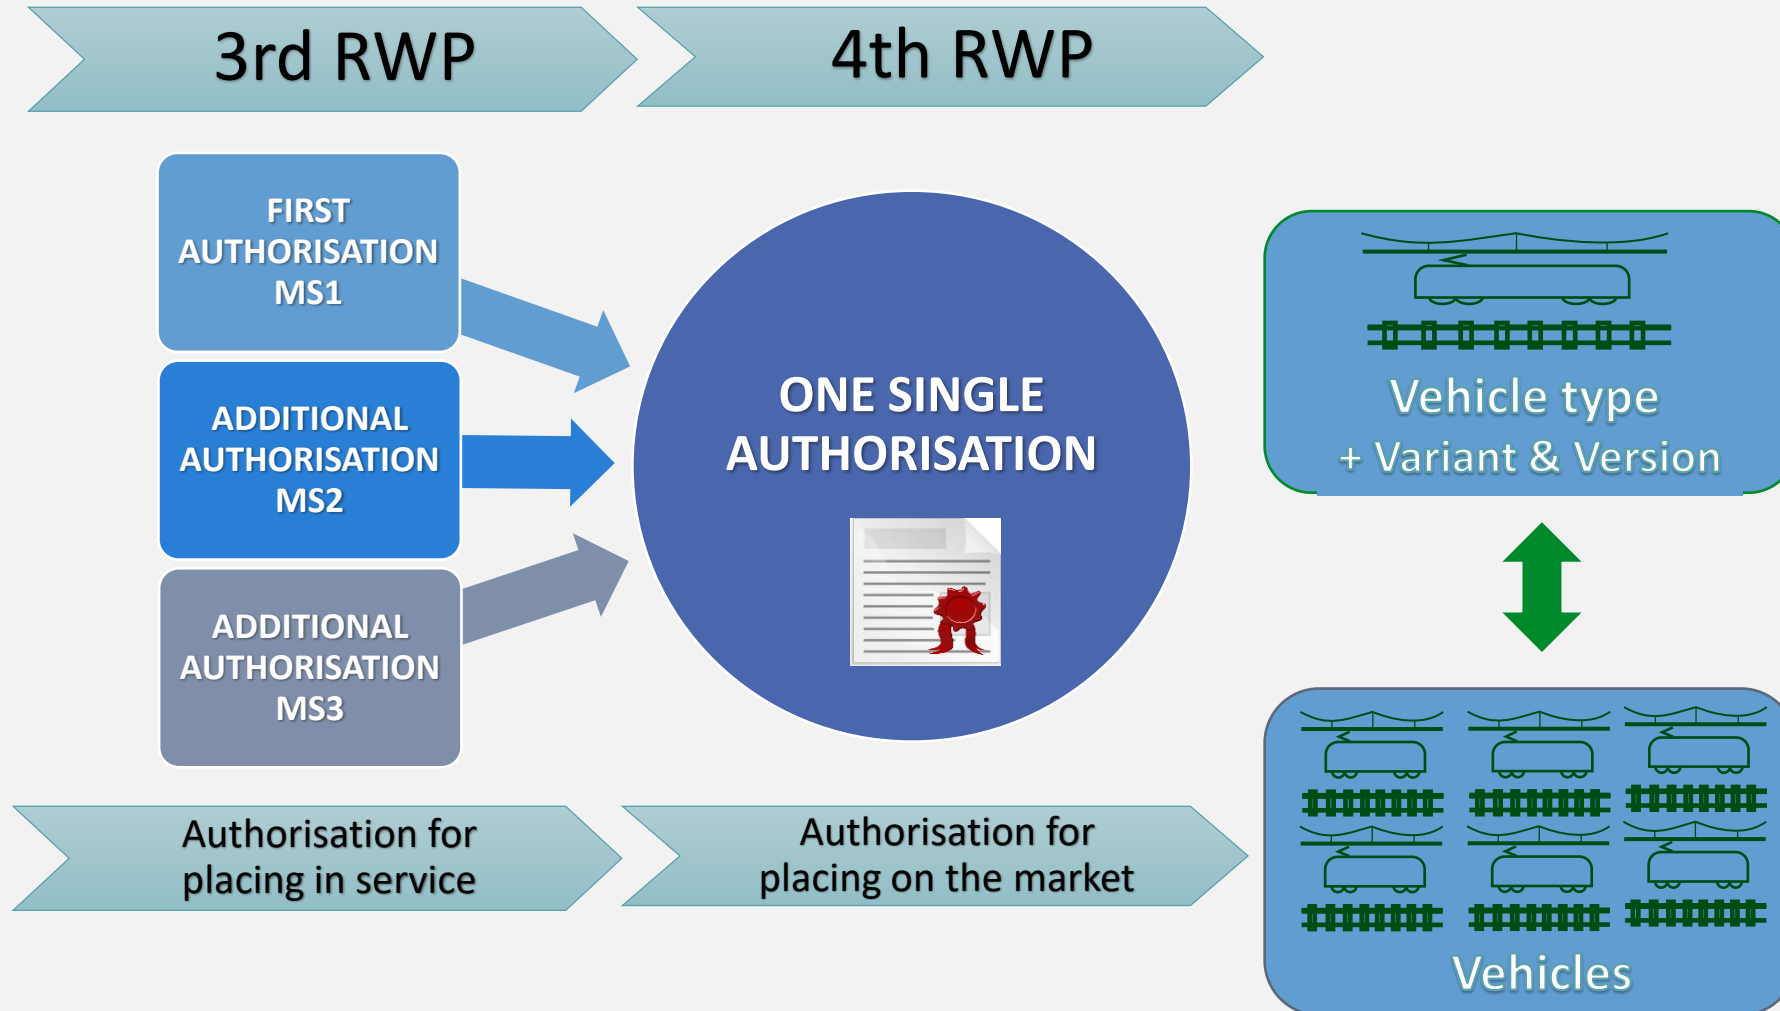 3rd RWP
4th RWP
FIRST
AUTHORISATION
MS1
ADDITIONAL
AUTHORISATION
MS2
ADDITIONAL
AUTHORISATION
MS3
ONE SINGLE
AUTHORISATION
Vehicle type
+ Variant & Version
Vehicles
Authorisation for
placing in service
Authorisation for
placing on the market